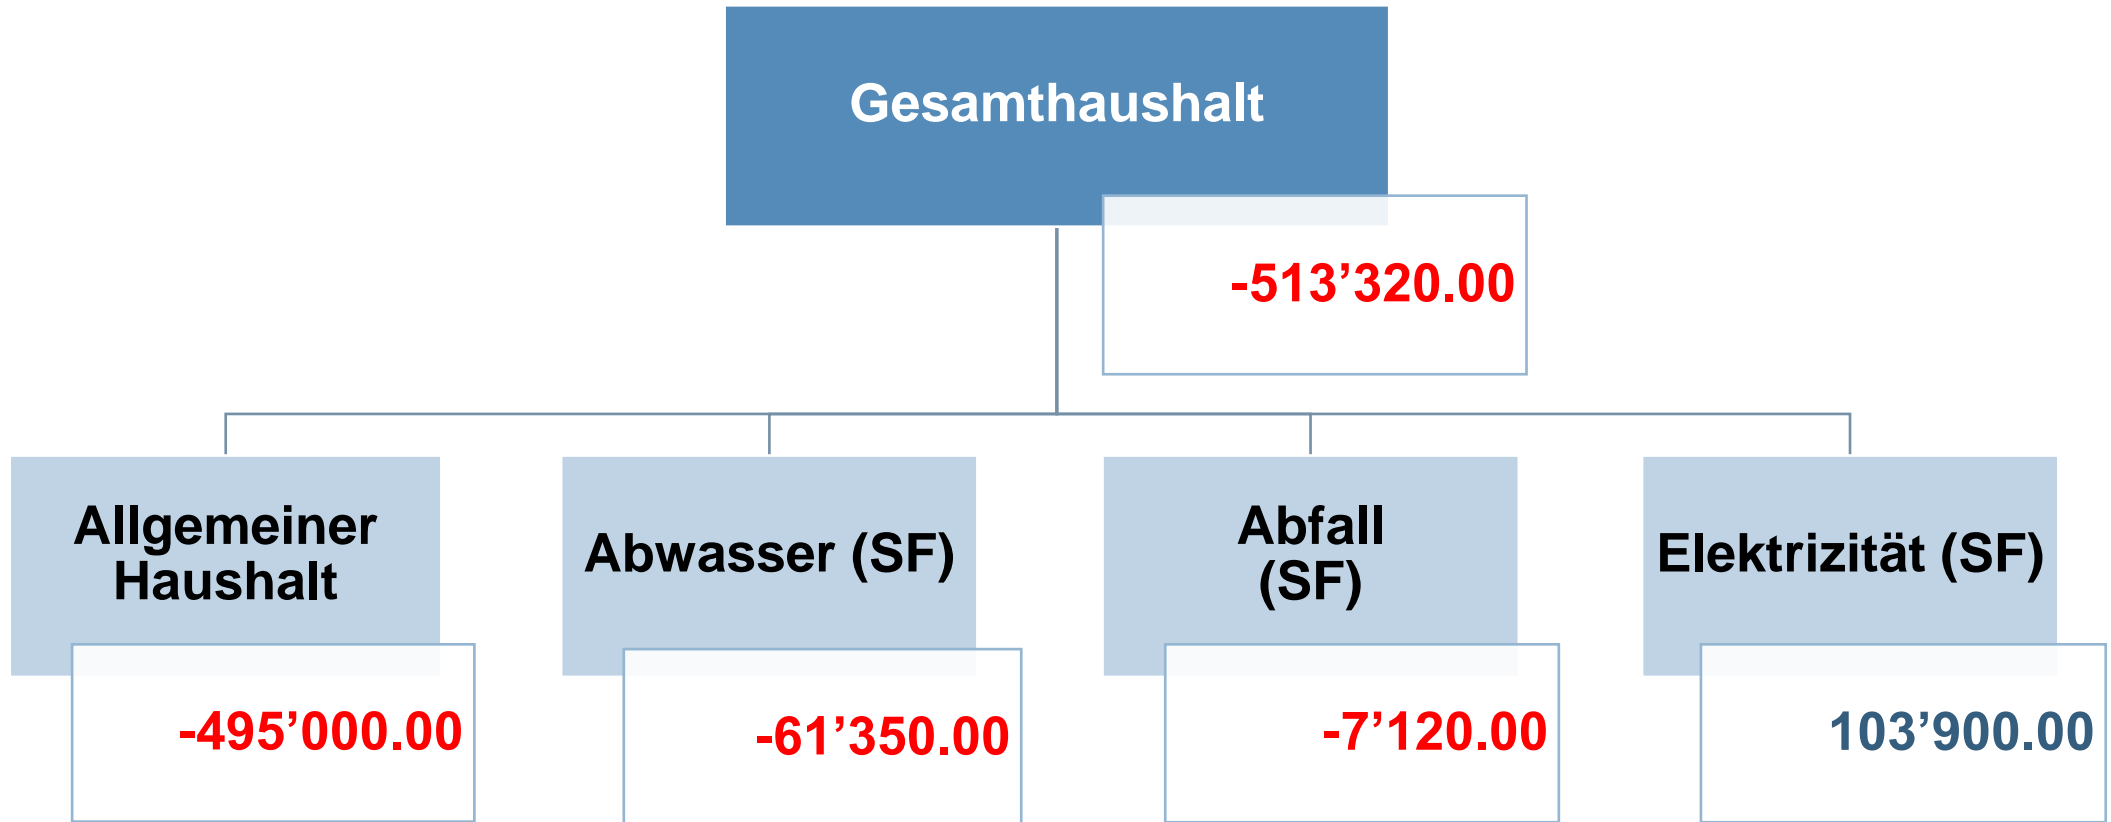 Gesamthaushalt
-513’320.00
Allgemeiner
Haushalt
-495’000.00
Abwasser (SF)
-61’350.00
Abfall
(SF)
-7’120.00
Elektrizität (SF)
103’900.00